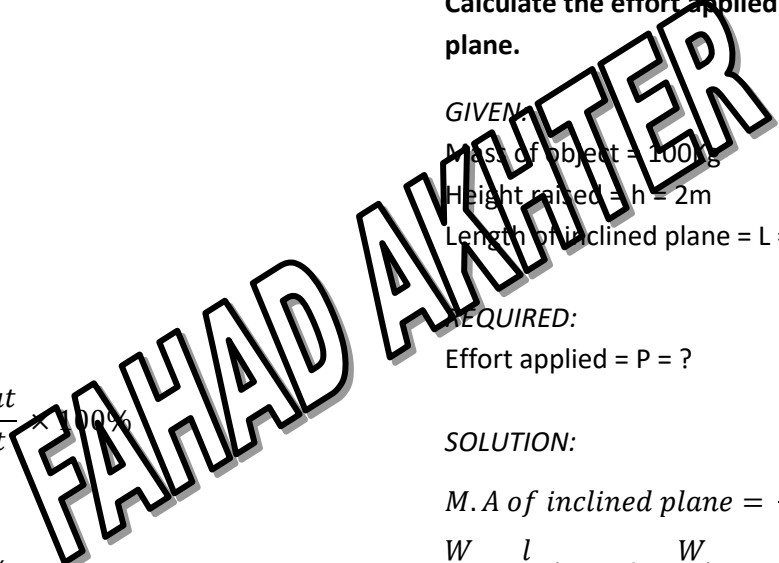 Calculate the effort applied
plane.
GIVEN:
Mass of object = 100Kg
Height raised = h = 2m
Length of inclined plane = L =
REQUIRED:
Effort applied = P = ?
× 100%
SOLUTION:
M. A of inclined plane =
W l W
FAHAD AKHTER